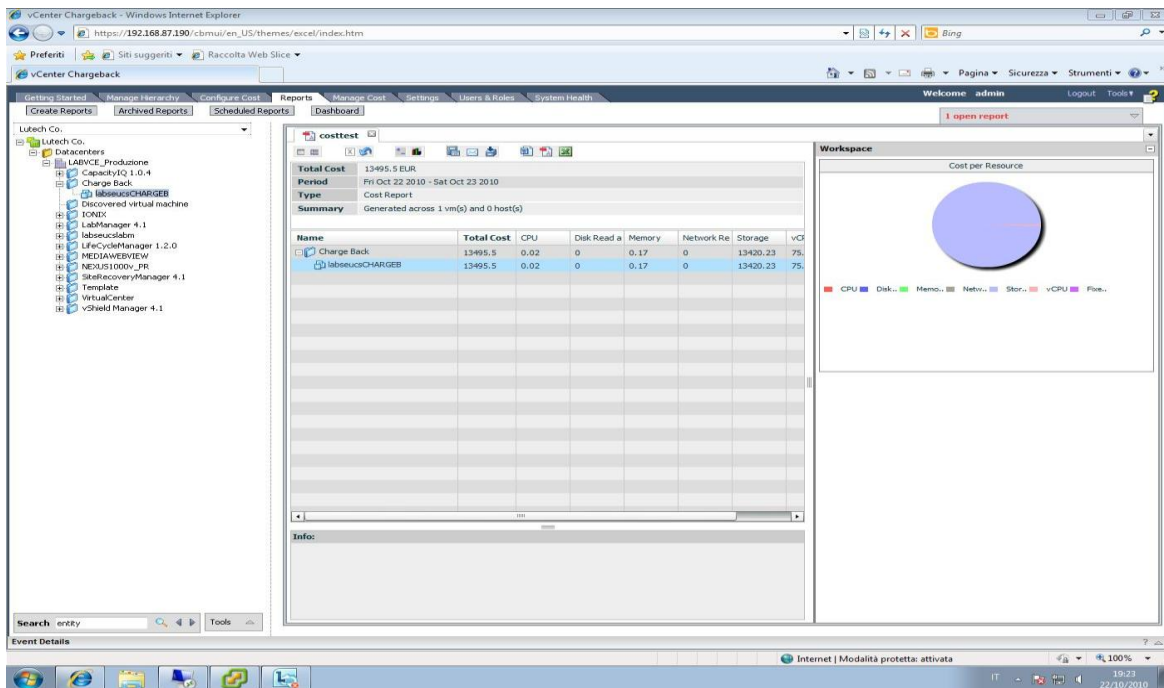 vCenter Chargeback - Windows Internet Explorer
https://192.168.87.190/cbmui/en_US/themes/excel/index.htm
Bing
Preferiti Siti suggeriti Raccolta Web Slice
vCenter Chargeback
Pagina Sicurezza Strumenti
Getting Started Manage Hierarchy Configure Cost Reports Manage Cost Settings Users & Roles System Health Welcome admin Logout Tools
Create Reports Archived Reports Scheduled Reports Dashboard
1 open report
Lutech Co.
Lutech Co.
Datacenters
LABVCE_Produzione
CapacityIQ 1.0.4
Charge Back
labseucsCHARGEB
Discovered virtual machine
IONIX
LabManager 4.1
labseucslabm
LifeCycleManager 1.2.0
MEDIAWEBVIEW
NEXUS1000v_PR
SiteRecoveryManager 4.1
Template
VirtualCenter
vShield Manager 4.1
costtest
Total Cost 13495.5 EUR
Period Fri Oct 22 2010 - Sat Oct 23 2010
Type Cost Report
Summary Generated across 1 vm(s) and 0 host(s)
Name Total Cost CPU Disk Read a Memory Network Re Storage vCP
Charge Back 13495.5 0.02 0 0.17 0 13420.23 75.
labseucsCHARGEB 13495.5 0.02 0 0.17 0 13420.23 75.
Info:
Workspace
Cost per Resource
CPU Disk.. Memo.. Netw.. Stor.. vCPU Fixe..
Search entity Tools
Event Details
Internet | Modalità protetta: attivata 100%
IT 19:23
22/10/2010